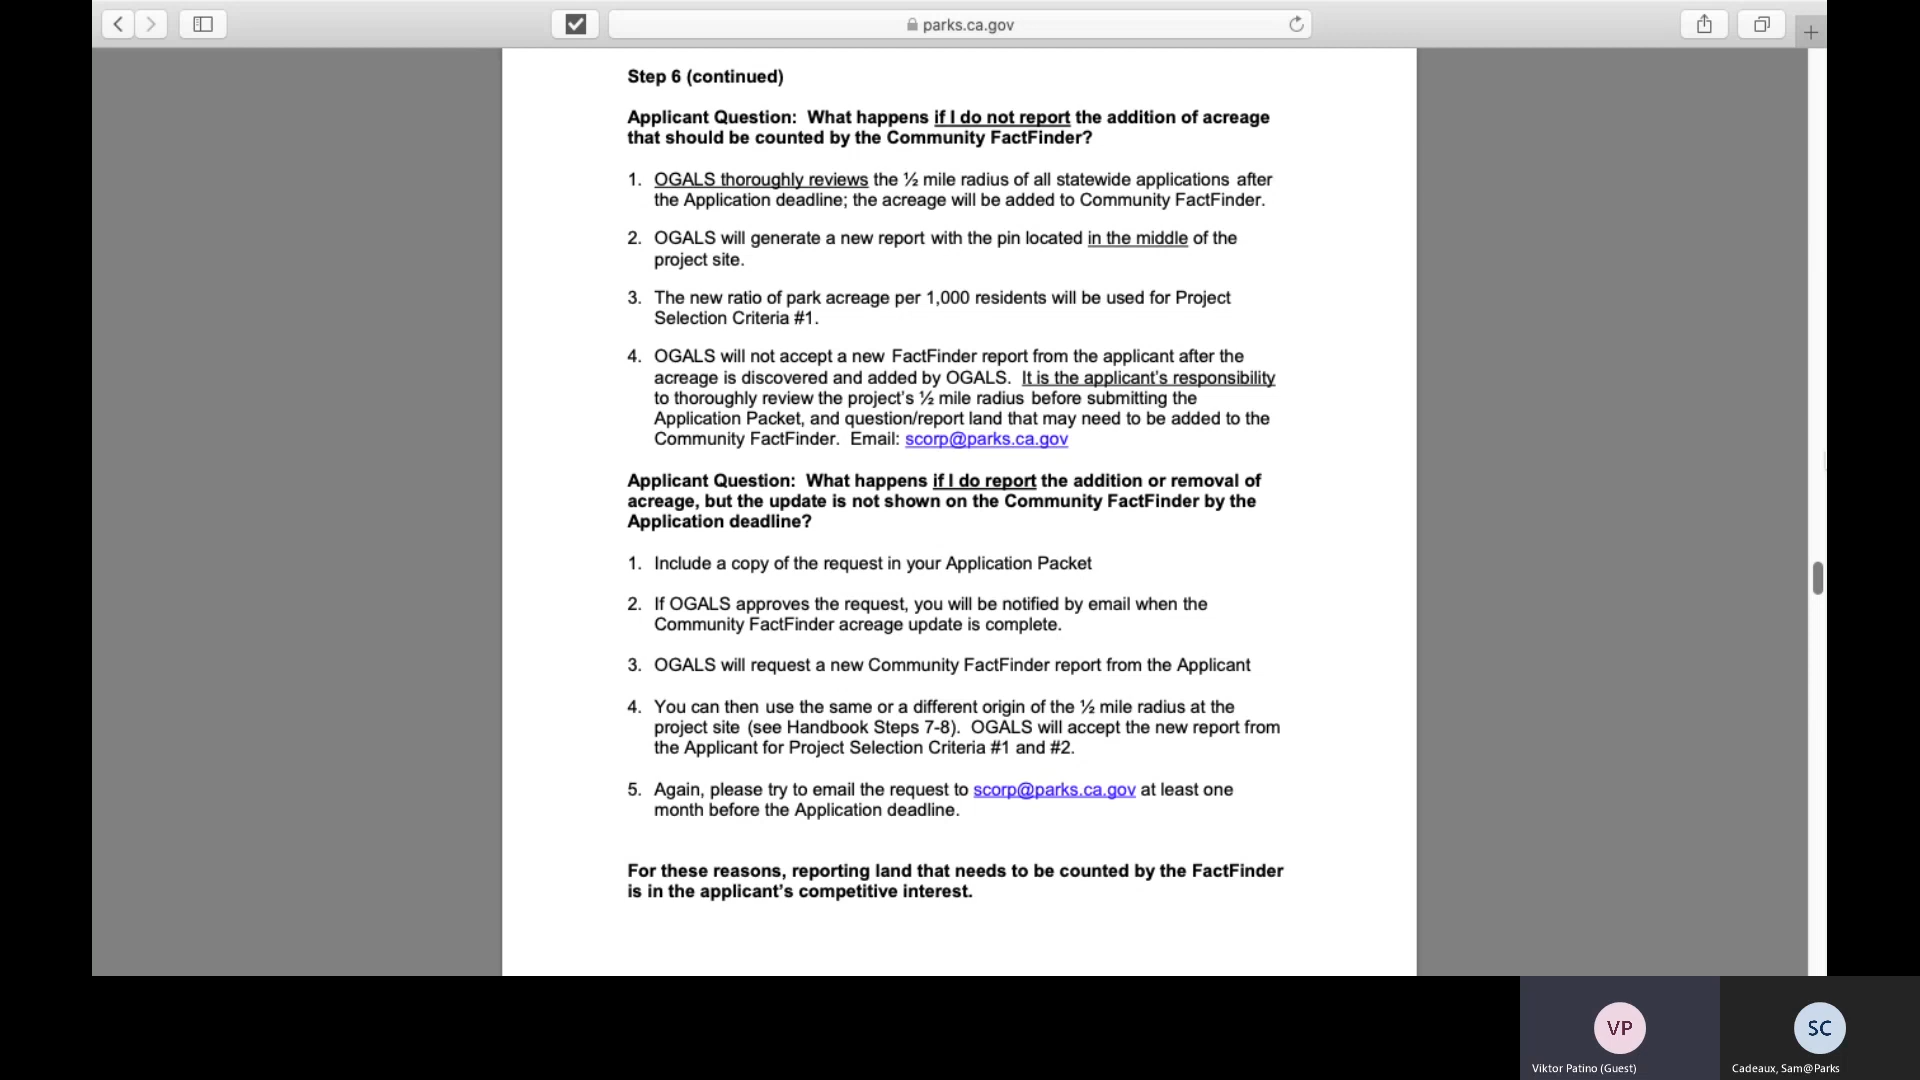 parks.ca.gov
Step 6 (continued)
Applicant Question:  What happens if I do not report the addition of acreage
that should be counted by the Community FactFinder?
1. OGALS thoroughly reviews the ½ mile radius of all statewide applications after
the Application deadline; the acreage will be added to Community FactFinder.
2. OGALS will generate a new report with the pin located in the middle of the
project site.
3. The new ratio of park acreage per 1,000 residents will be used for Project
Selection Criteria #1.
4. OGALS will not accept a new FactFinder report from the applicant after the
acreage is discovered and added by OGALS.  It is the applicant's responsibility
to thoroughly review the project's ½ mile radius before submitting the
Application Packet, and question/report land that may need to be added to the
Community FactFinder.  Email: scorp@parks.ca.gov
Applicant Question:  What happens if I do report the addition or removal of
acreage, but the update is not shown on the Community FactFinder by the
Application deadline?
1. Include a copy of the request in your Application Packet
2. If OGALS approves the request, you will be notified by email when the
Community FactFinder acreage update is complete.
3. OGALS will request a new Community FactFinder report from the Applicant
4. You can then use the same or a different origin of the ½ mile radius at the
project site (see Handbook Steps 7-8).  OGALS will accept the new report from
the Applicant for Project Selection Criteria #1 and #2.
5. Again, please try to email the request to scorp@parks.ca.gov at least one
month before the Application deadline.
For these reasons, reporting land that needs to be counted by the FactFinder
is in the applicant's competitive interest.
VP
SC
Viktor Patino (Guest)
Cadeaux, Sam@Parks